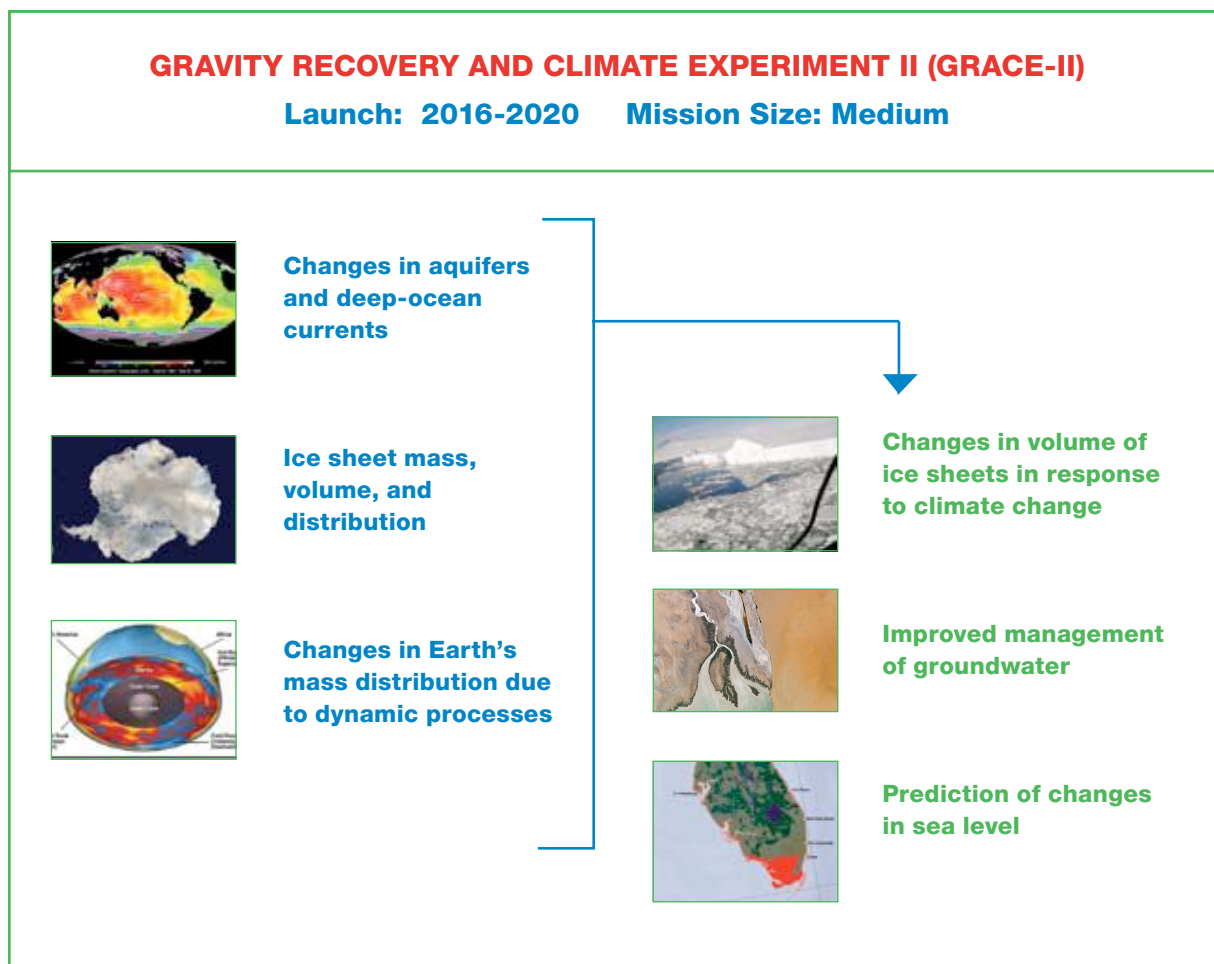 GRAVITY RECOVERY AND CLIMATE EXPERIMENT II (GRACE-II)
Launch: 2016-2020 Mission Size: Medium
Changes in aquifers
and deep-ocean
currents
Ice sheet mass,
volume, and
distribution
Changes in Earth's
mass distribution due
to dynamic processes
Changes in volume of
ice sheets in response
to climate change
Improved management
of groundwater
Prediction of changes
in sea level